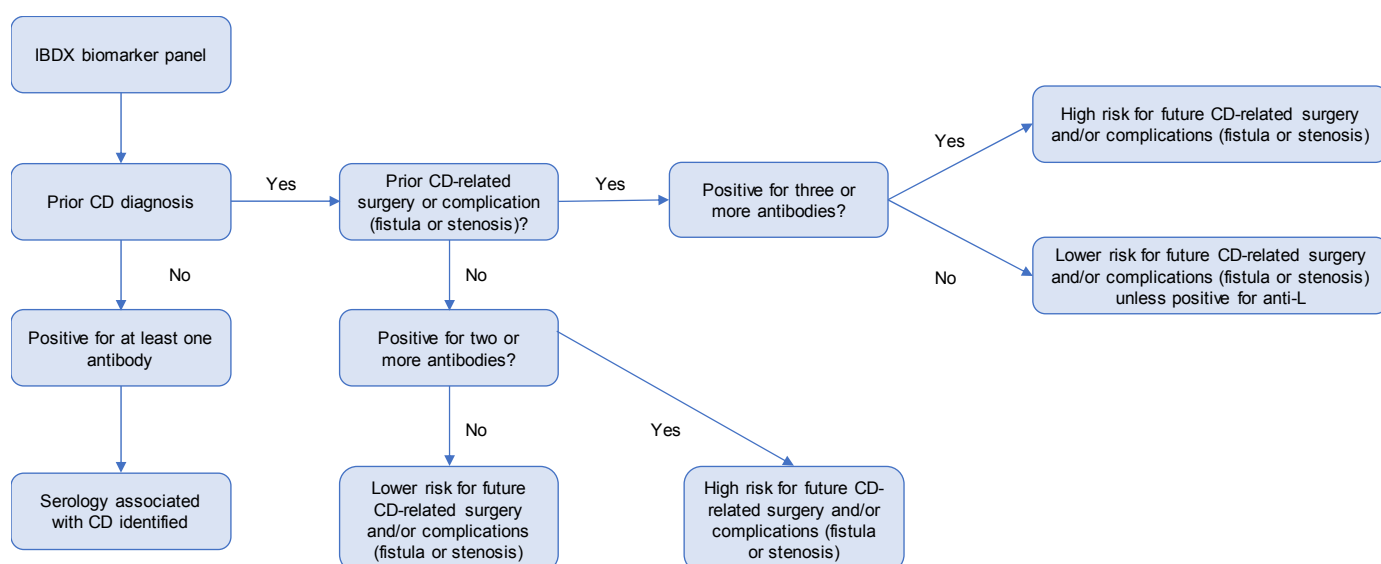 IBDX biomarker panel
High risk for future CD-related surgery
and/or complications (fistula or stenosis)
Yes
Prior CD diagnosis
Yes
Prior CD-related
surgery or complication
(fistula or stenosis)?
Yes
Positive for three or
more antibodies?
No
No
No
Lower risk for future CD-related surgery
and/or complications (fistula or stenosis)
unless positive for anti-L
Positive for at least one
antibody
Positive for two or
more antibodies?
No
Yes
Serology associated
with CD identified
Lower risk for future
CD-related surgery
and/or complications
(fistula or stenosis)
High risk for future CD-
related surgery and/or
complications (fistula
or stenosis)